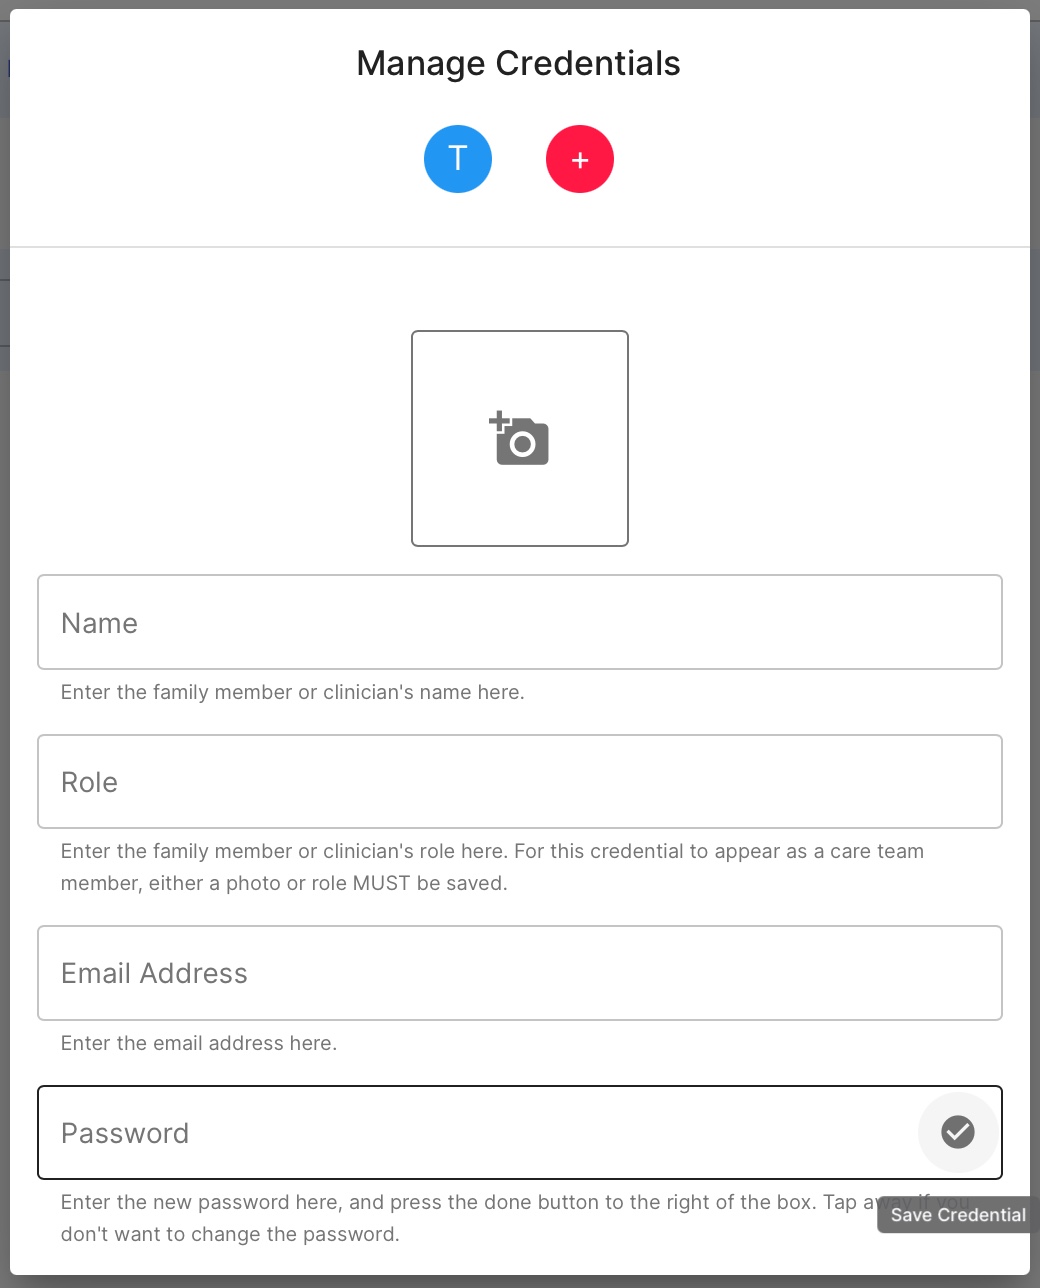 Manage Credentials
T
+
Name
Enter the family member or clinician's name here.
Role
Enter the family member or clinician's role here. For this credential to appear as a care team
member, either a photo or role MUST be saved.
Email Address
Enter the email address here.
Password
Enter the new password here, and press the done button to the right of the box. Tap away if you
don't want to change the password.
Save Credential